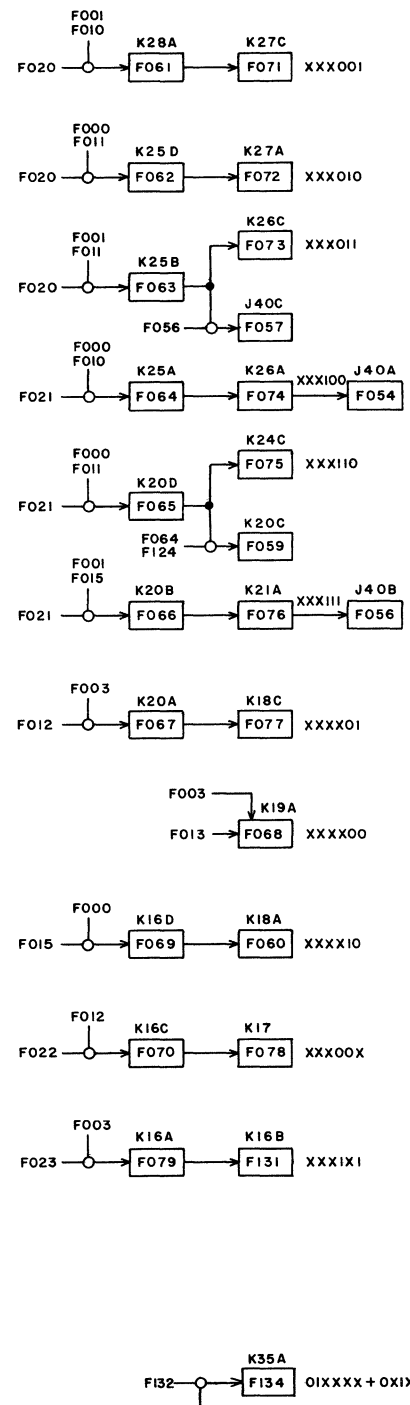 F001
F010
K28A K27C
F020 F061 F071 XXX001
F000
F011
K25D K27A
F020 F062 F072 XXX010
F001
F011
K26C
F073 XXX011
K25B
F020 F063
J40C
F056 F057
F000
F010
K25A K26A XXX100 J40A
F021 F064 F074 F054
F000
F011
K24C
F075 XXX110
K20D
F021 F065
F064
F124
K20C
F059
F001
F015
K20B K21A XXX111 J40B
F021 F066 F076 F056
F003
K20A K18C
F012 F067 F077 XXXX01
F003
K19A
F013 F068 XXXX00
F000
K16D K18A
F015 F069 F060 XXXX10
F012
K16C K17
F022 F070 F078 XXX00X
F003
K16A K16B
F023 F079 F131 XXX1X1
K35A
F132 F134 01XXXX + 0X1X